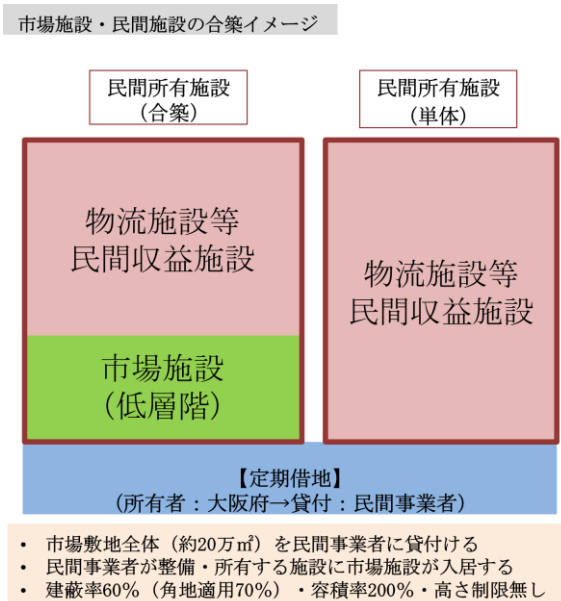 市場施設・民間施設の合築イメージ
民間所有施設
(合築)
民間所有施設
(単体)
物流施設等
民間収益施設
市場施設
(低層階)
物流施設等
民間収益施設
【定期借地】
(所有者:大阪府→貸付:民間事業者)
• 市場敷地全体(約20万㎡)を民間事業者に貸付ける
• 民間事業者が整備・所有する施設に市場施設が入居する
• 建蔽率60%(角地適用70%)・容積率200%・高さ制限無し